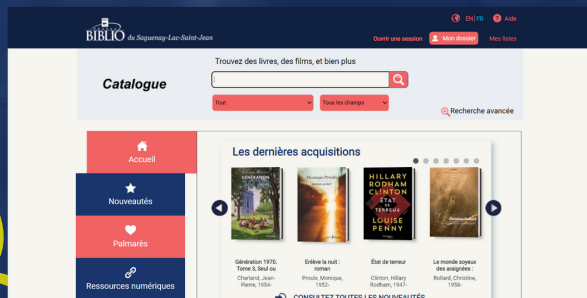 EN|FR Aide
BIBLIO du Saguenay-Lac-Saint-Jean
Ouvrir une session Mon dossier Mes listes
Trouvez des livres, des films, et bien plus
Catalogue
Tout Tous les champs
Recherche avancée
Accueil
Nouveautés
Palmarès
Ressources numériques
Les dernières acquisitions
GÉNÉRATION
Monique Proulx
HILLARY
RODHAM
CLINTON
ÉTAT
DE
TERREUR
LOUISE
PENNY
Génération 1970. Tome 3, Seul ou
Charland, Jean-Pierre, 1954-
Enlève la nuit : roman
Proulx, Monique, 1952-
État de terreur
Clinton, Hillary Rodham, 1947-
Le monde soyeux des assignées :
Rolland, Christine, 1958-
CONSULTEZ TOUTES LES NOUVEAUTÉS